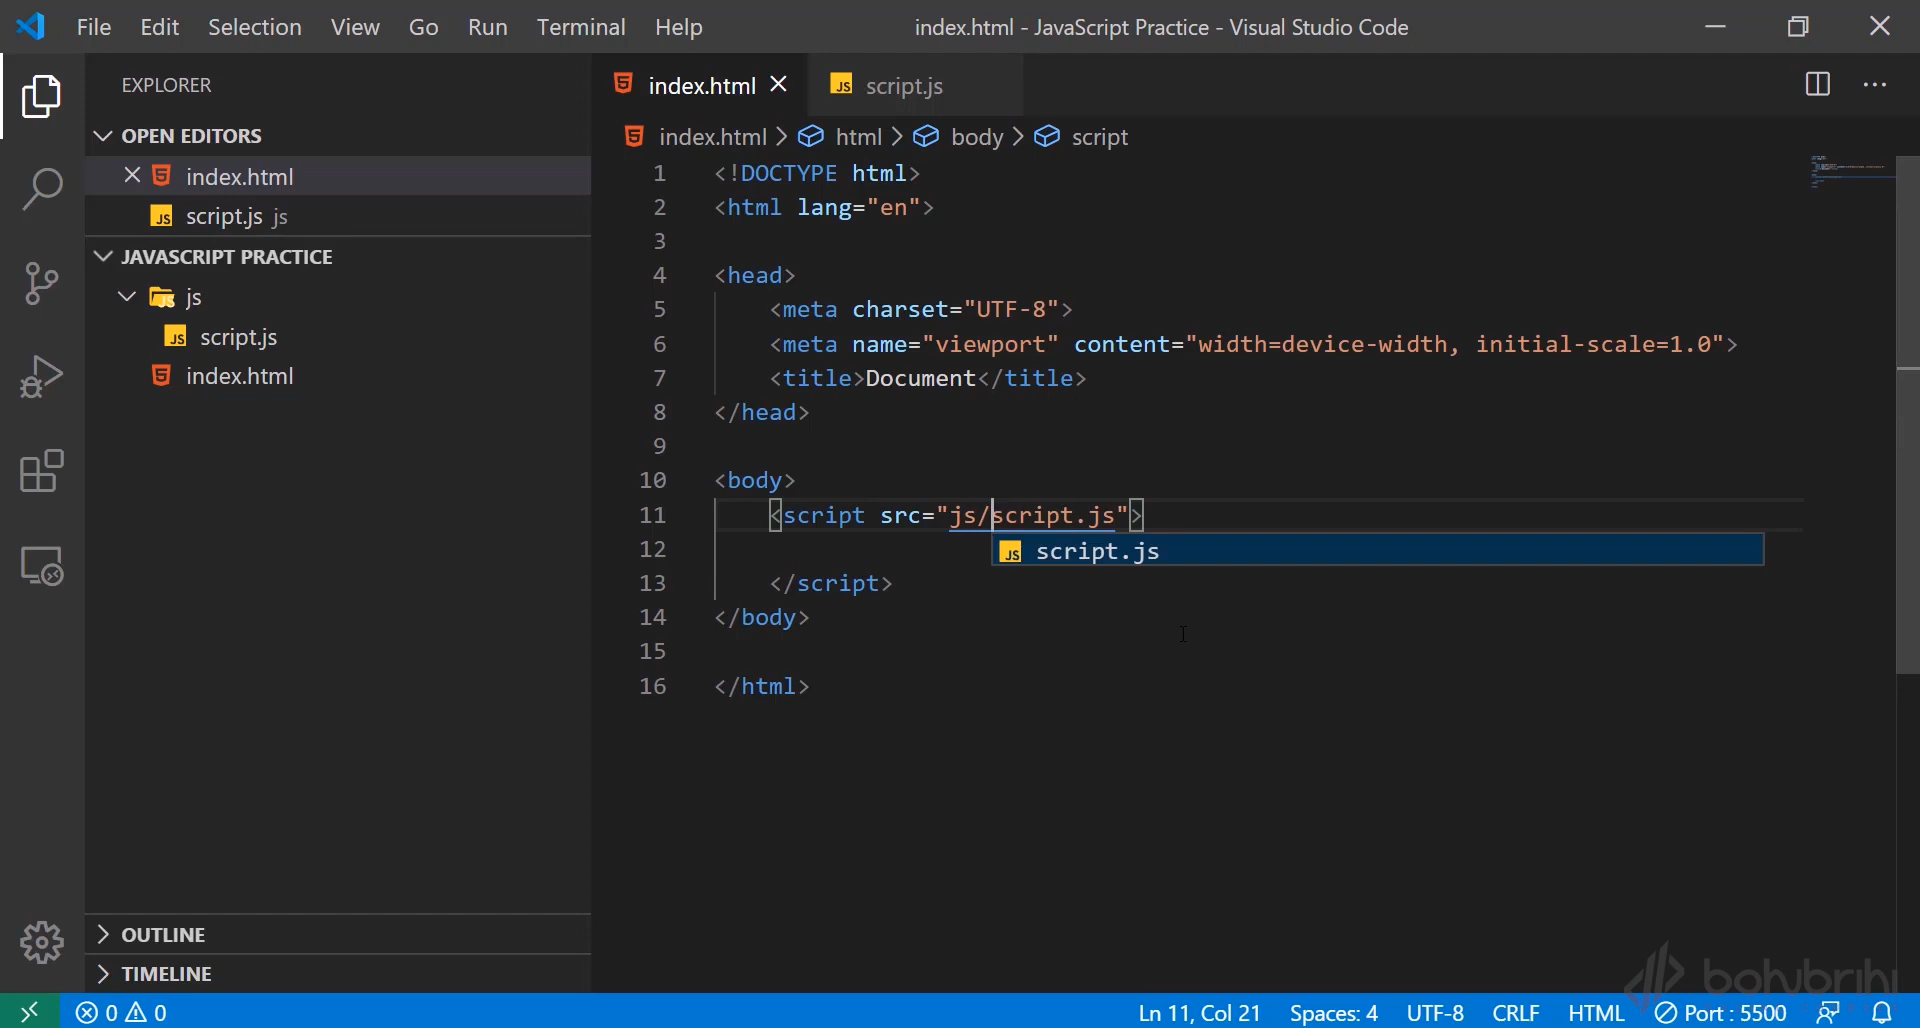 File Edit Selection View Go Run Terminal Help
index.html - JavaScript Practice - Visual Studio Code
EXPLORER
OPEN EDITORS
index.html
script.js js
JAVASCRIPT PRACTICE
js
script.js
index.html
OUTLINE
TIMELINE
index.html
script.js
index.html > html > body > script
1 <!DOCTYPE html>
2 <html lang="en">
3
4 <head>
5 <meta charset="UTF-8">
6 <meta name="viewport" content="width=device-width, initial-scale=1.0">
7 <title>Document</title>
8 </head>
9
10 <body>
11 <script src="js/script.js">
script.js
12
13 </script>
14 </body>
15
16 </html>
bohubrihi
0 0
Ln 11, Col 21 Spaces: 4 UTF-8 CRLF HTML Port : 5500